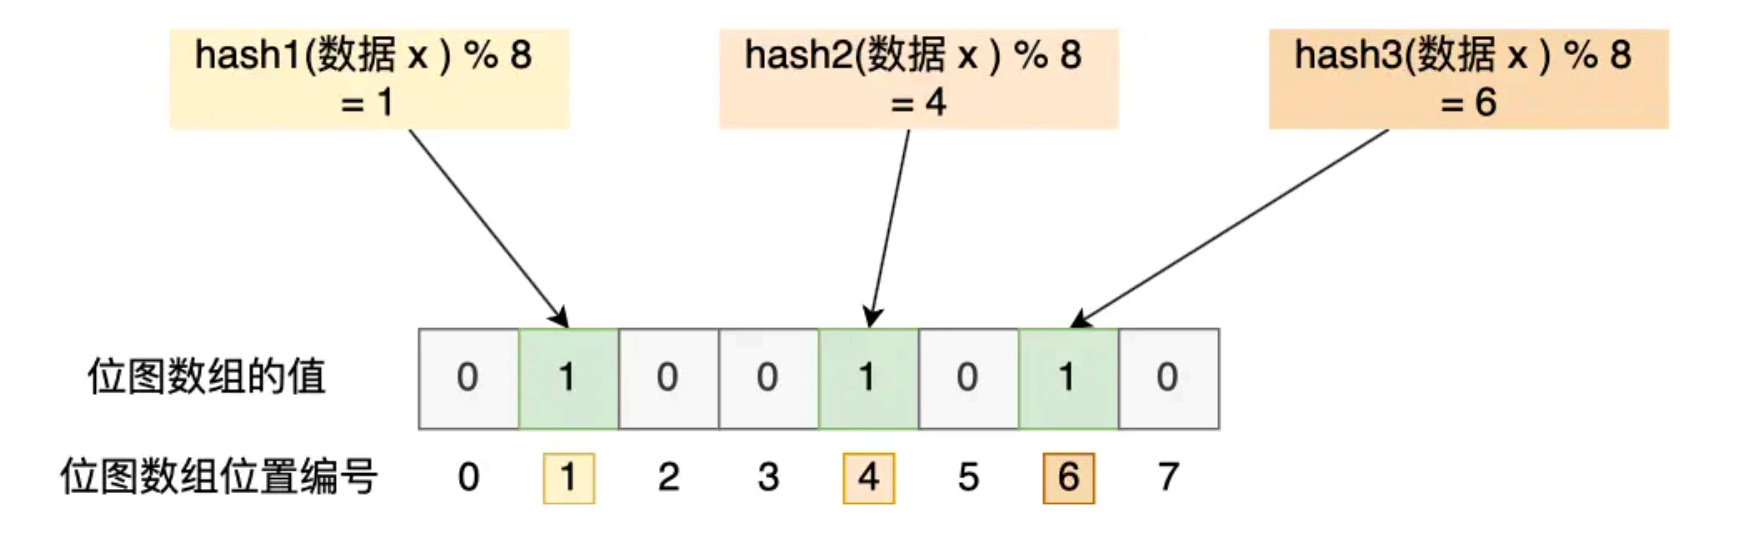 hash1(数据 x ) % 8
= 1
hash2(数据 x ) % 8
= 4
hash3(数据 x ) % 8
= 6
位图数组的值 0 1 0 0 1 0 1 0
位图数组位置编号 0 1 2 3 4 5 6 7